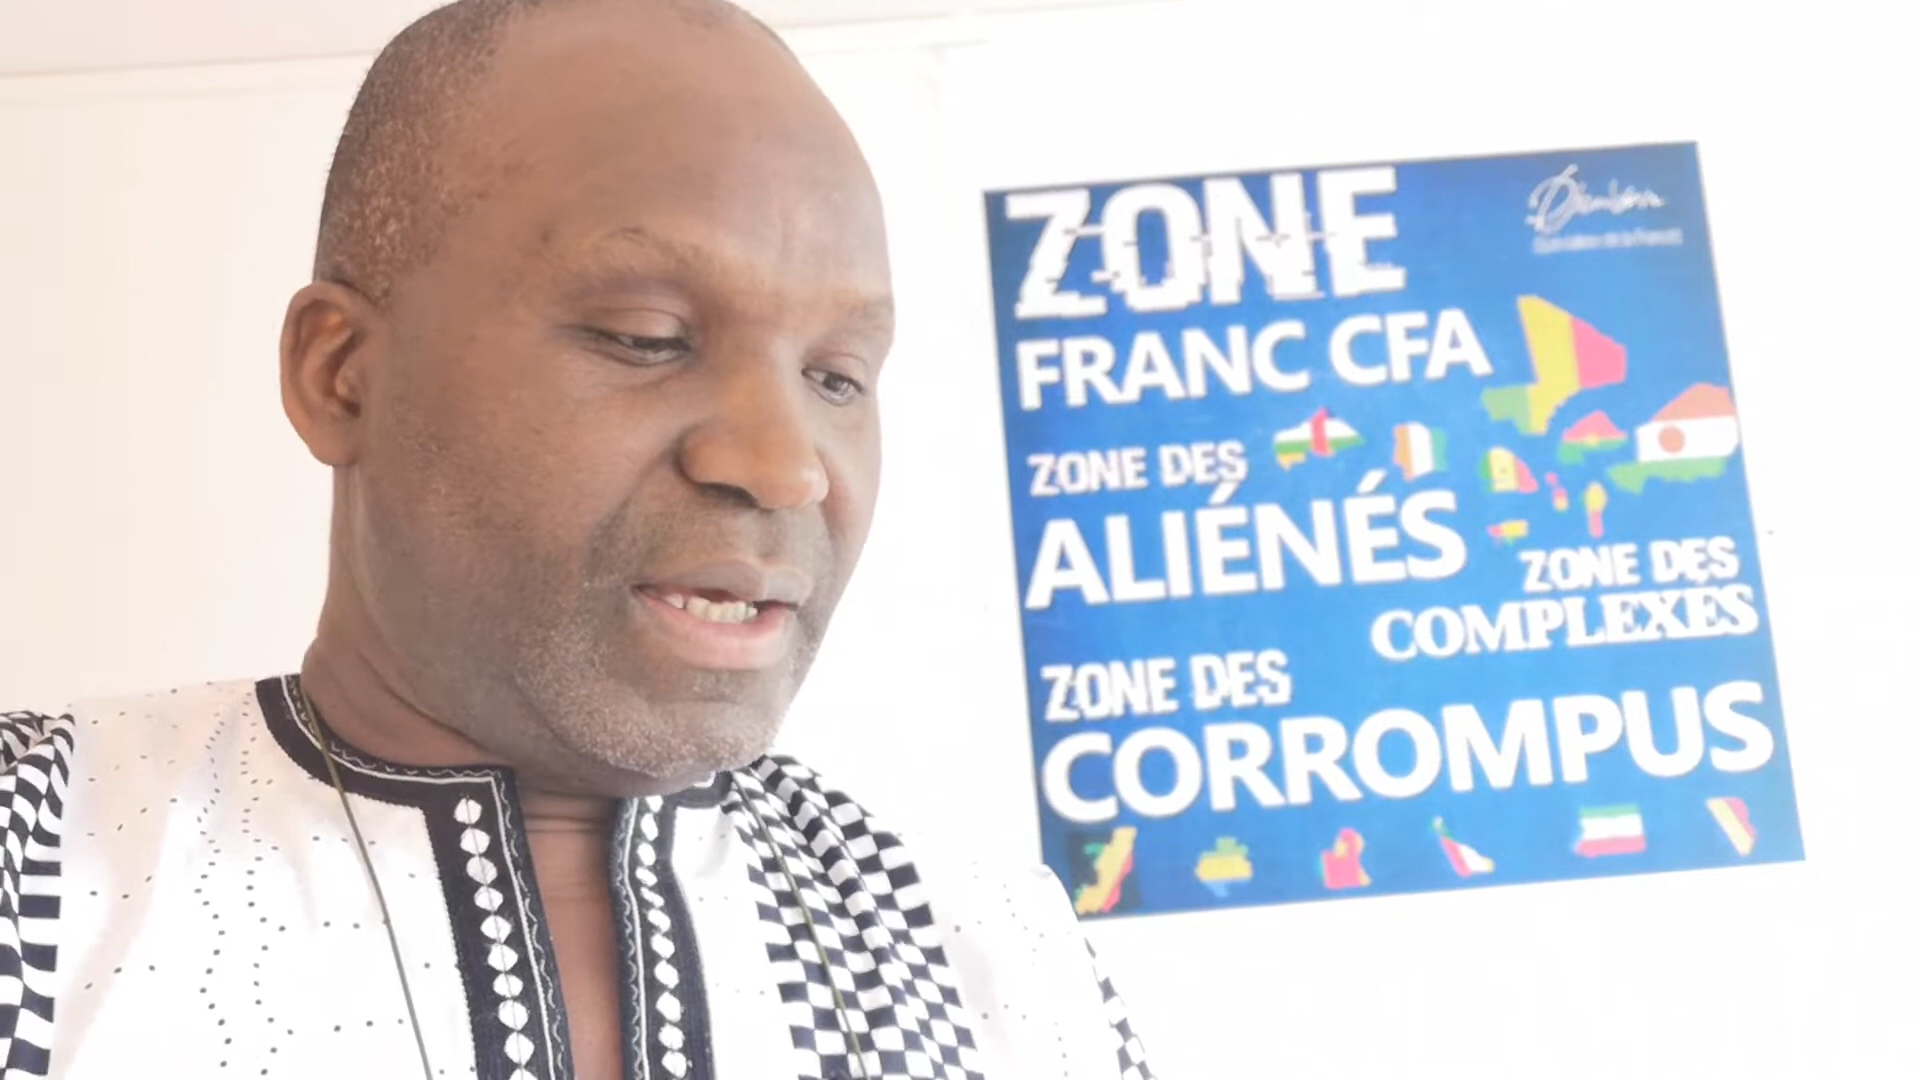 ZONE
FRANC CFA
ZONE DES
ALIÉNÉS
ZONE DES
COMPLEXES
ZONE DES
CORROMPUS